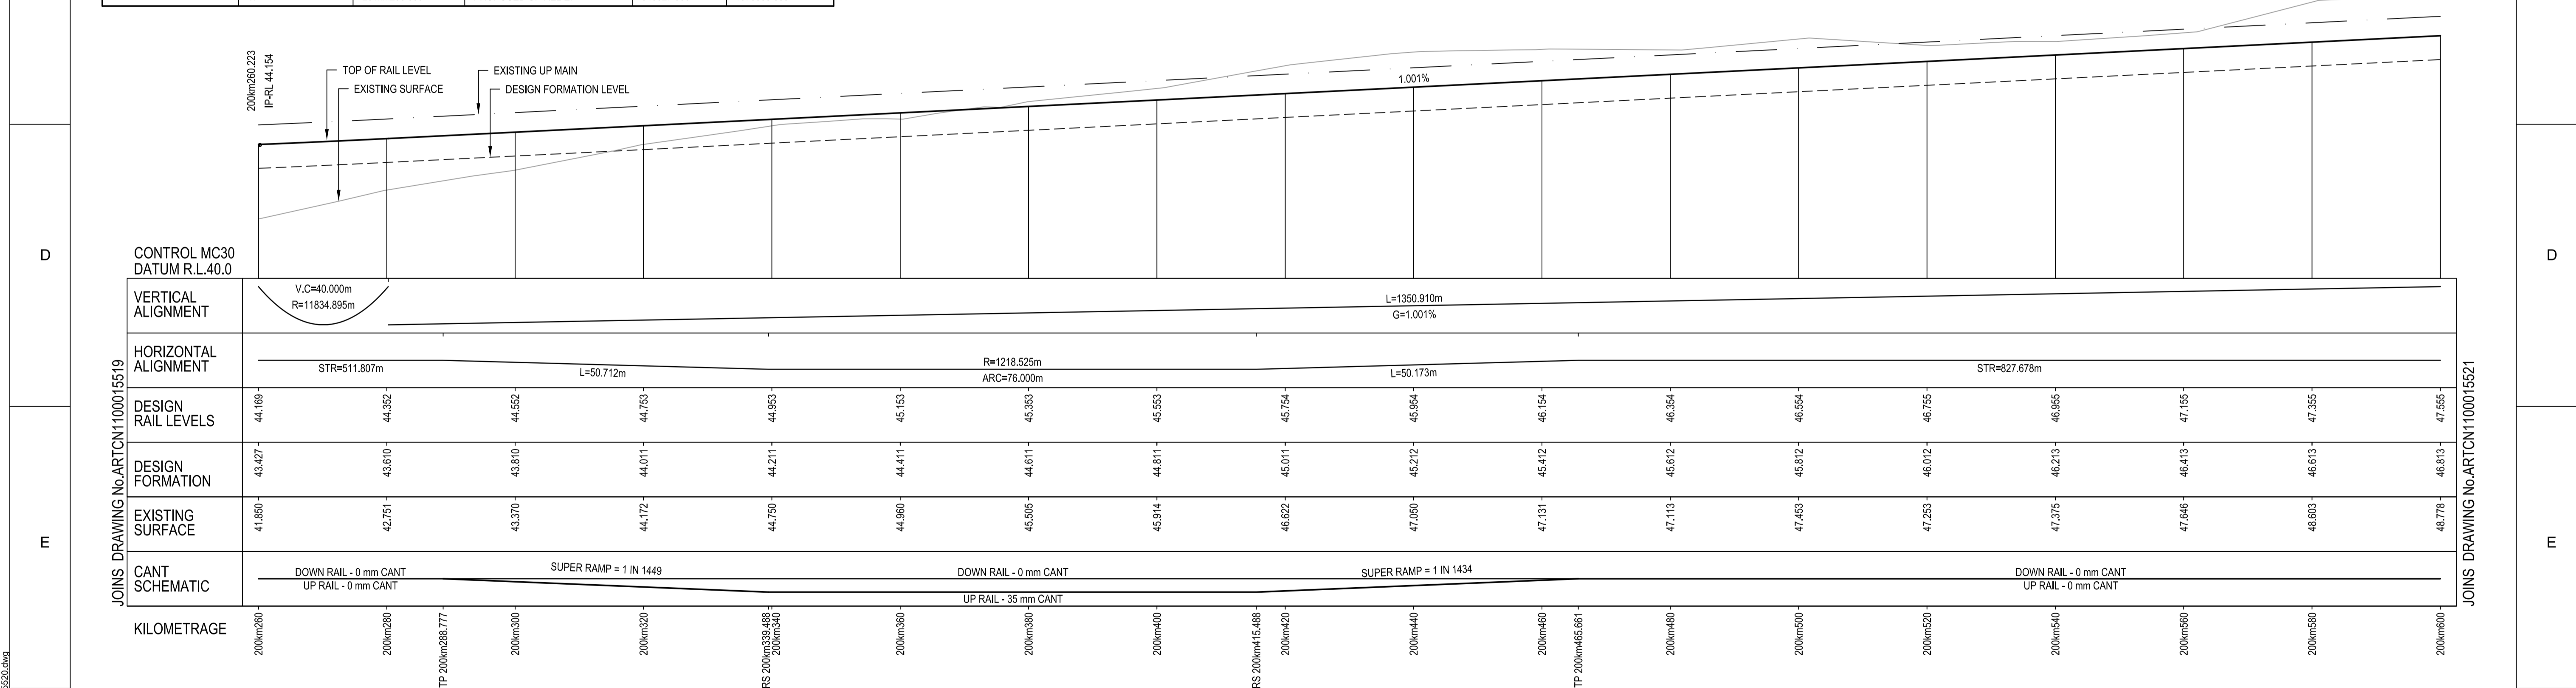 200km260.223
IP-RL 44.154
TOP OF RAIL LEVEL
EXISTING SURFACE
EXISTING UP MAIN
DESIGN FORMATION LEVEL
1.001%
D
D
CONTROL MC30
DATUM R.L.40.0
VERTICAL
ALIGNMENT
V.C=40.000m
R=11834.895m
L=1350.910m
G=1.001%
HORIZONTAL
ALIGNMENT
STR=511.807m
L=50.712m
R=1218.525m
ARC=76.000m
L=50.173m
STR=827.678m
DESIGN
RAIL LEVELS
44.169
44.352
44.552
44.753
44.953
45.153
45.353
45.553
45.754
45.954
46.154
46.354
46.554
46.755
46.955
47.155
47.355
47.555
DESIGN
FORMATION
43.427
43.610
43.810
44.011
44.211
44.411
44.611
44.811
45.011
45.212
45.412
45.612
45.812
46.012
46.213
46.413
46.613
46.813
EXISTING
SURFACE
41.850
42.751
43.370
44.172
44.750
44.960
45.505
45.914
46.622
47.050
47.131
47.113
47.453
47.253
47.375
47.646
48.603
48.778
CANT
SCHEMATIC
DOWN RAIL - 0 mm CANT
UP RAIL - 0 mm CANT
SUPER RAMP = 1 IN 1449
DOWN RAIL - 0 mm CANT
UP RAIL - 35 mm CANT
SUPER RAMP = 1 IN 1434
DOWN RAIL - 0 mm CANT
UP RAIL - 0 mm CANT
KILOMETRAGE
200km260
200km280
TP 200km288.777
200km300
200km320
RS 200km339.488
200km340
200km360
200km380
200km400
RS 200km415.488
200km420
200km440
200km460
TP 200km465.661
200km480
200km500
200km520
200km540
200km560
200km580
200km600
JOINS DRAWING No.ARTCN1100015519
JOINS DRAWING No.ARTCN1100015521
E
E
5520.dwg